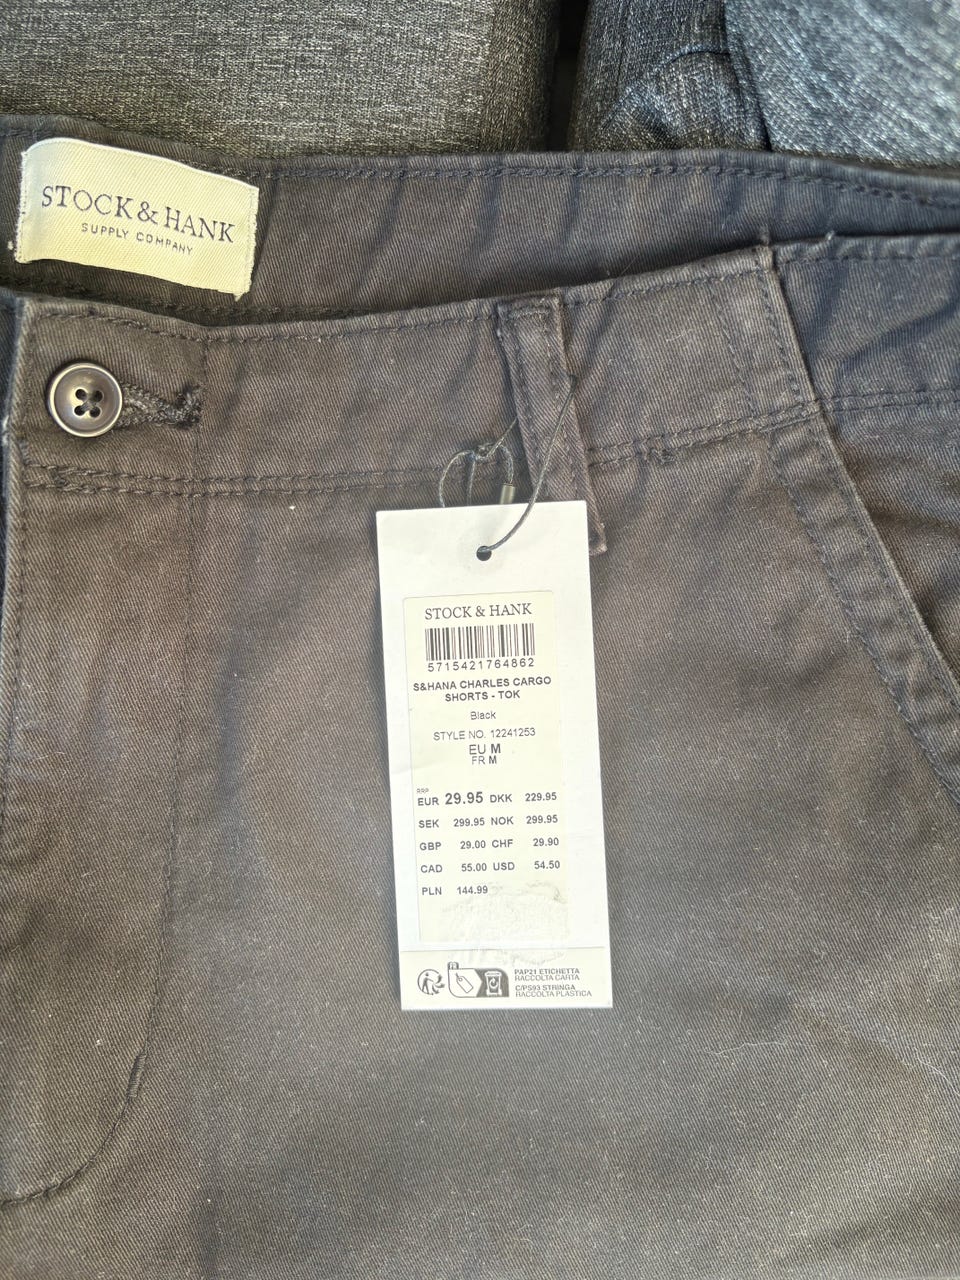 STOCK & HANK
SUPPLY COMPANY
STOCK & HANK
5715421764862
S&HANA CHARLES CARGO
SHORTS - TOK
Black
STYLE NO. 12241253
EU M
FR M
RRP
EUR 29.95 DKK 229.95
SEK 299.95 NOK 299.95
GBP 29.00 CHF 29.90
CAD 55.00 USD 54.50
PLN 144.99
FR
PAP21 ETICHETTA
RACCOLTA CARTA
C/PS93 STRINGA
RACCOLTA PLASTICA